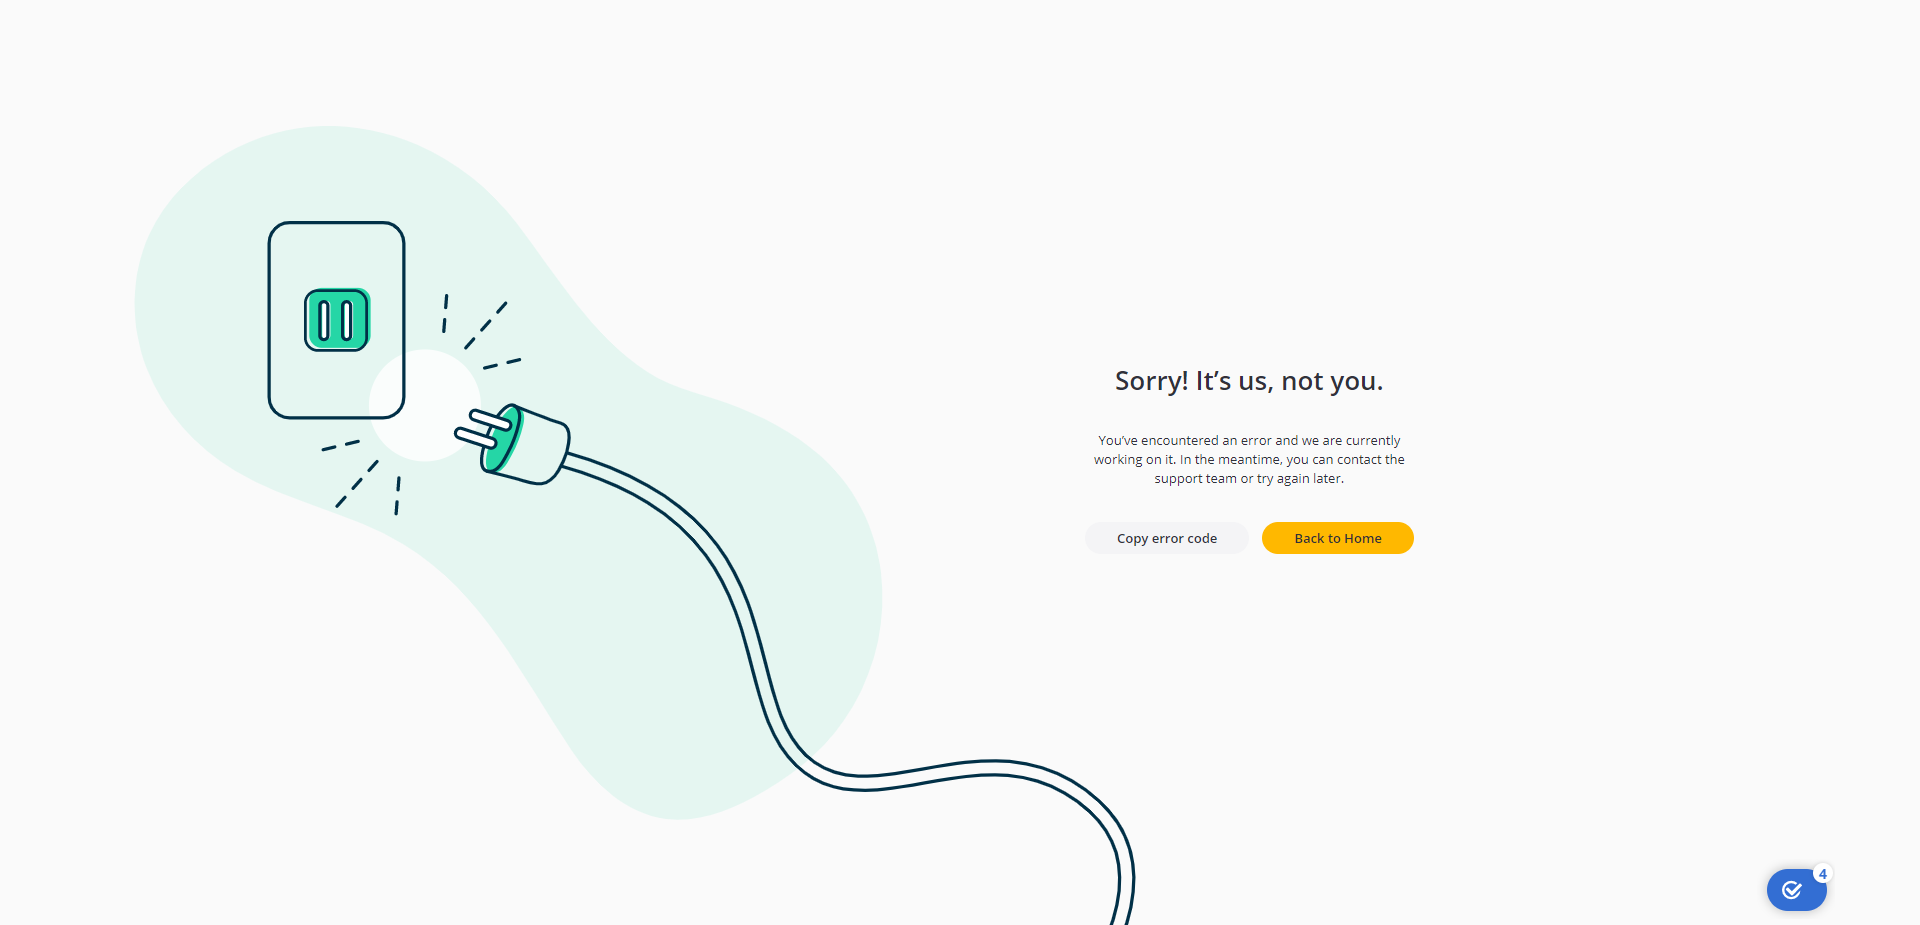 Sorry! It’s us, not you.
You’ve encountered an error and we are currently
working on it. In the meantime, you can contact the
support team or try again later.
Copy error code
Back to Home
4